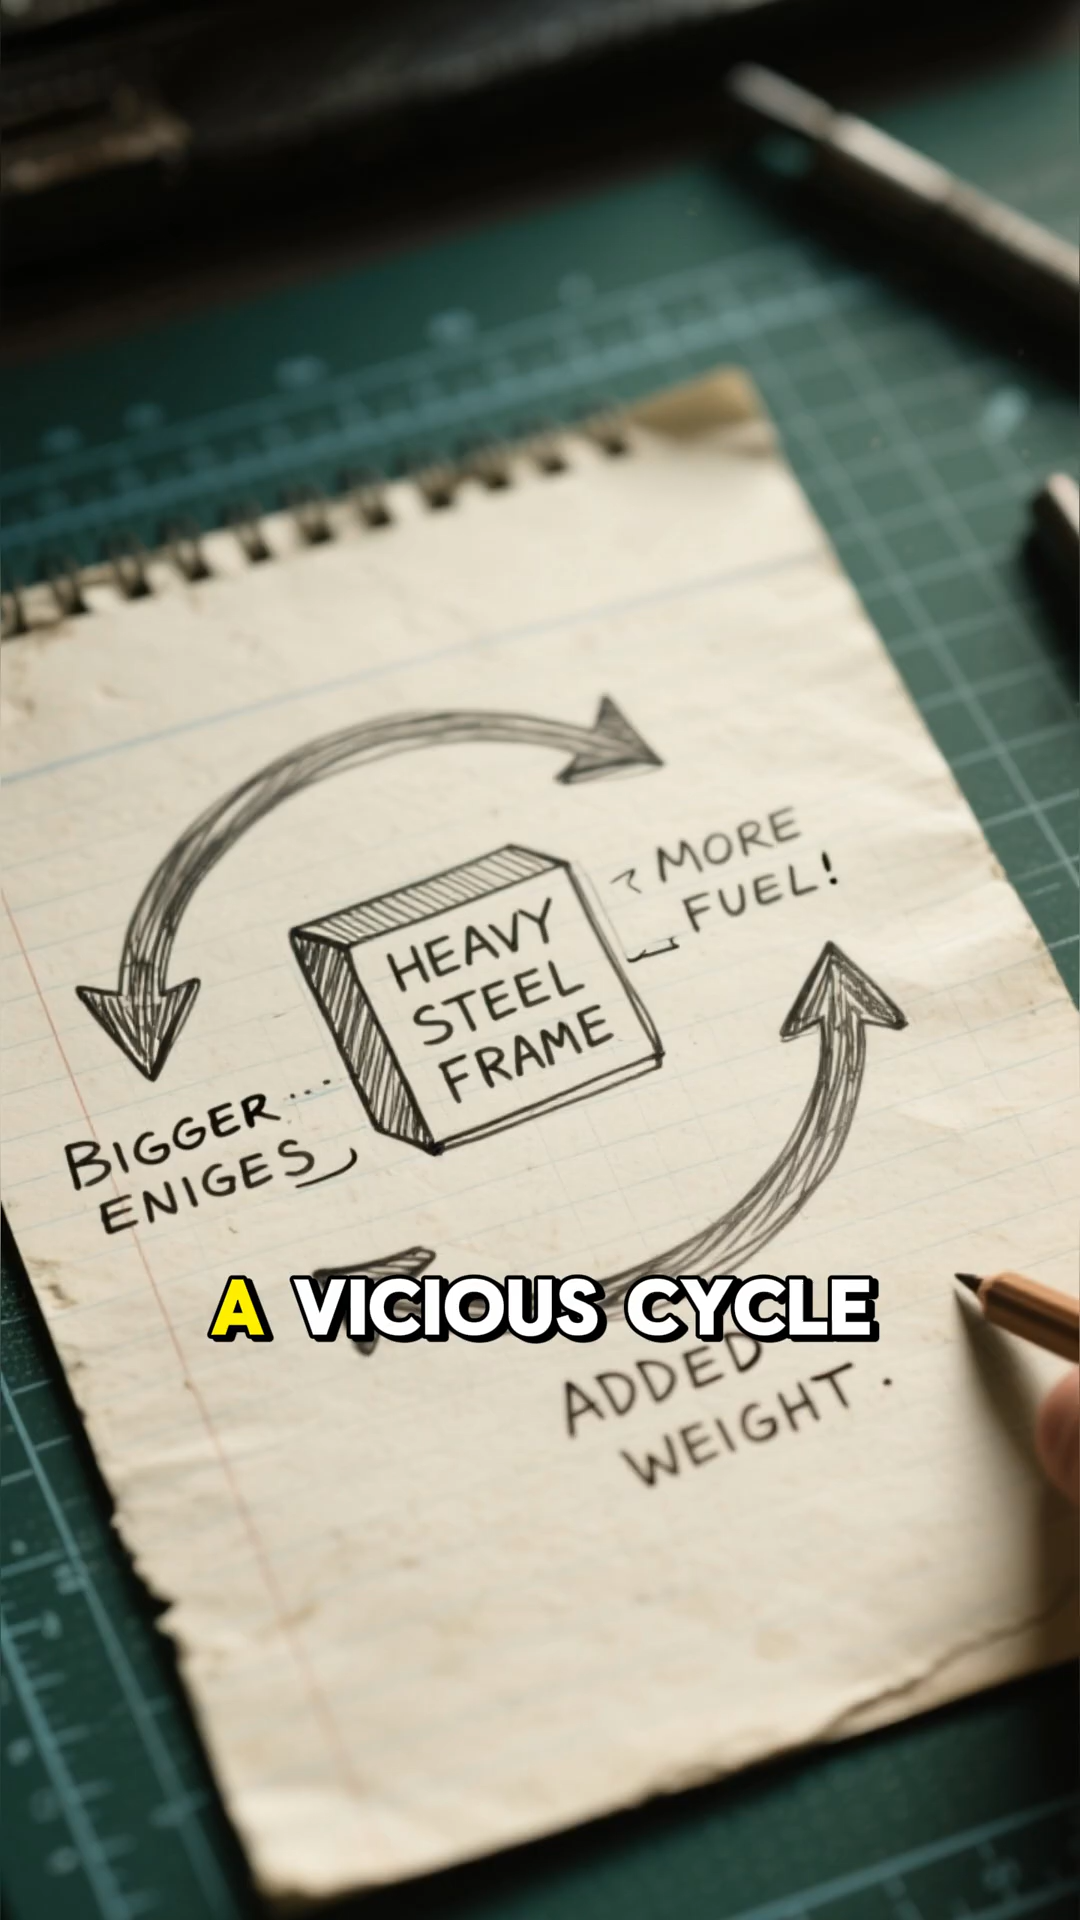 HEAVY
STEEL
FRAME
MORE
FUEL!
BIGGER...
ENIGES
A VICIOUS CYCLE
ADDED
WEIGHT.